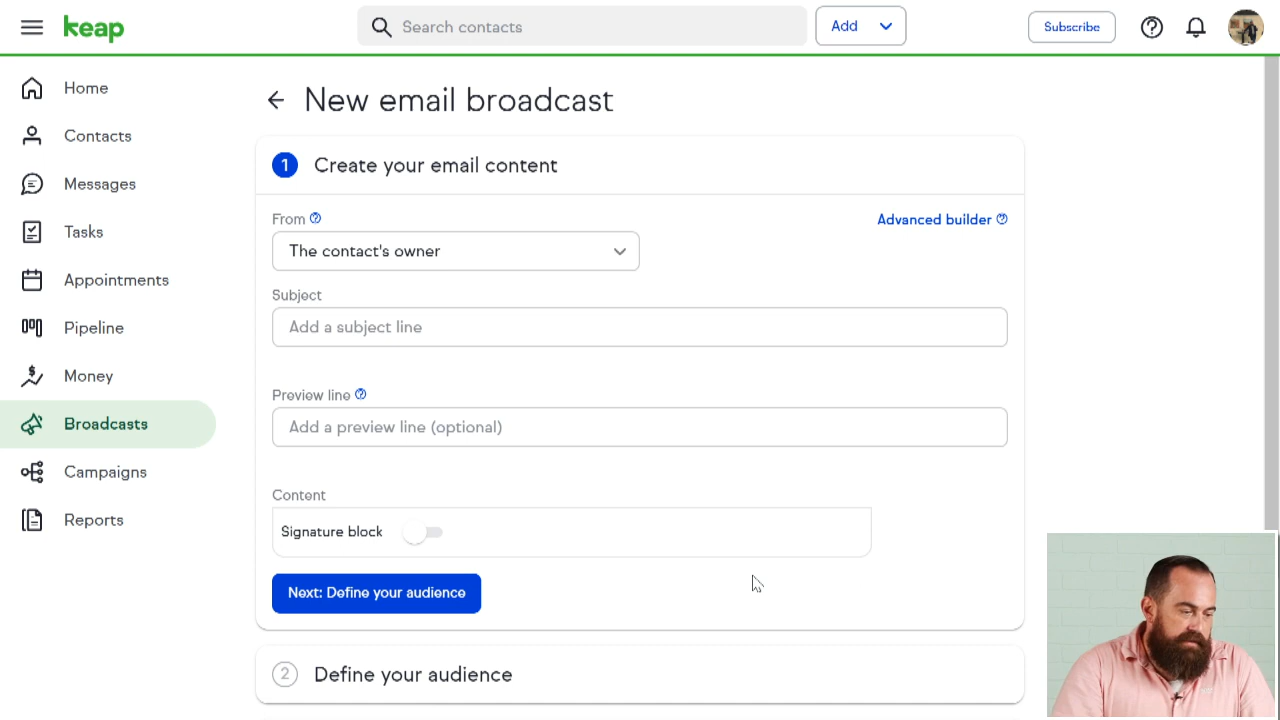 keap
Search contacts
Add
Subscribe
Home
Contacts
Messages
Tasks
Appointments
Pipeline
Money
Broadcasts
Campaigns
Reports
New email broadcast
1 Create your email content
From
Advanced builder
The contact's owner
Subject
Add a subject line
Preview line
Add a preview line (optional)
Content
Signature block
Next: Define your audience
2 Define your audience